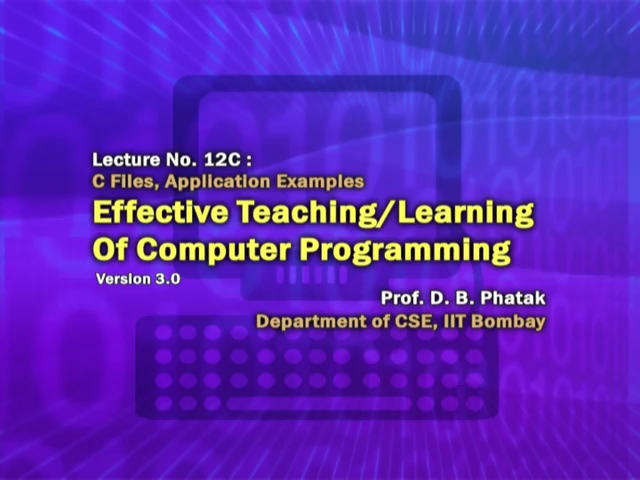 Lecture No. 12C :
C Files, Application Examples
Effective Teaching/Learning
Of Computer Programming
Version 3.0
Prof. D. B. Phatak
Department of CSE, IIT Bombay